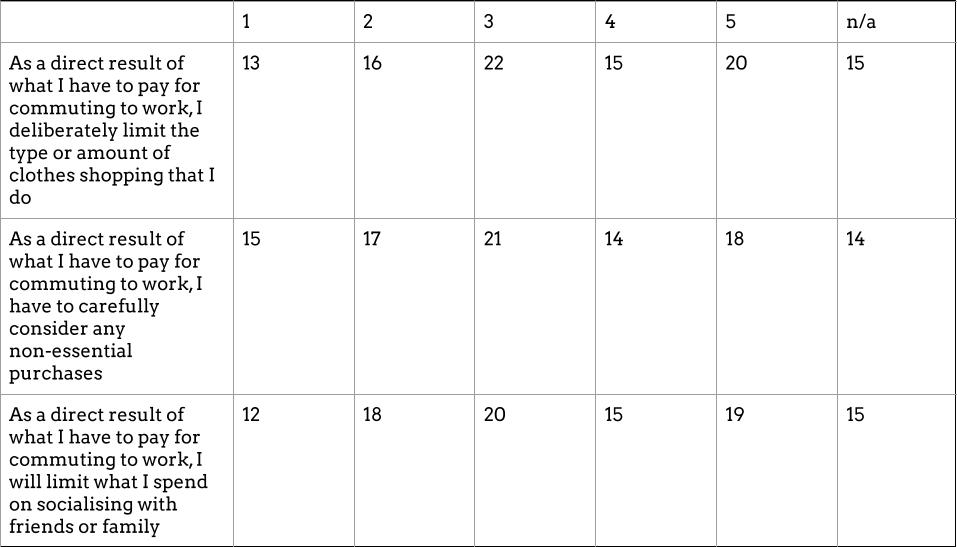 1 2 3 4 5 n/a
As a direct result of 13 16 22 15 20 15
what I have to pay for
commuting to work, I
deliberately limit the
type or amount of
clothes shopping that I
do
As a direct result of 15 17 21 14 18 14
what I have to pay for
commuting to work, I
have to carefully
consider any
non-essential
purchases
As a direct result of 12 18 20 15 19 15
what I have to pay for
commuting to work, I
will limit what I spend
on socialising with
friends or family